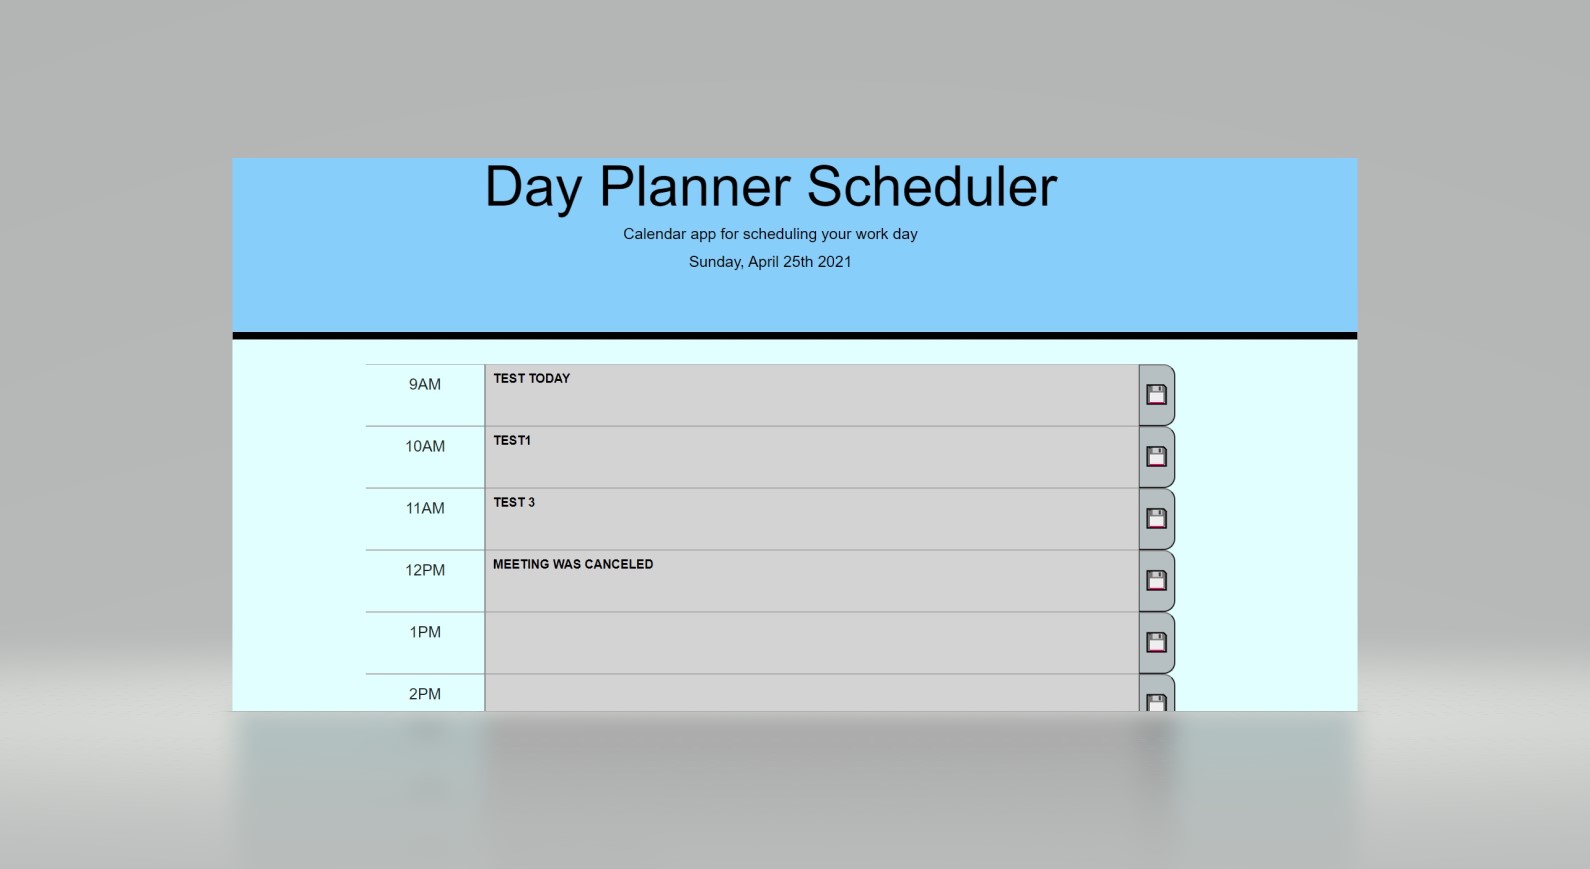 Day Planner Scheduler
Calendar app for scheduling your work day
Sunday, April 25th 2021
9AM
TEST TODAY
10AM
TEST1
11AM
TEST 3
12PM
MEETING WAS CANCELED
1PM
2PM